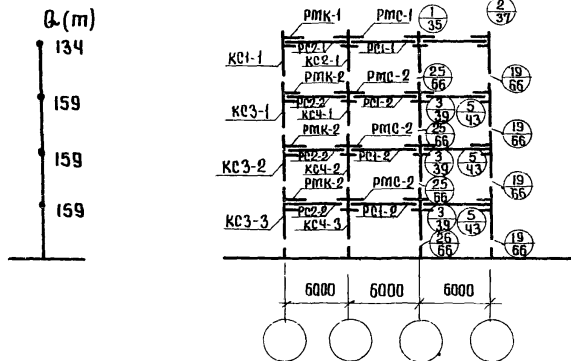 Q (т)
134
159
159
159
РМК-1
РМС-1
1
35
2
37
РС2-1
РС1-1
КС1-1
КС2-1
РМК-2
РМС-2
25
66
19
66
РС2-2
РС1-2
КС3-1
КС4-1
3
39
5
43
РМК-2
РМС-2
25
66
19
66
РС2-2
РС1-2
КС3-2
КС4-2
3
39
5
43
РМК-2
РМС-2
25
66
19
66
РС2-2
РС1-2
КС3-3
КС4-3
3
39
5
43
26
66
19
66
6000
6000
6000